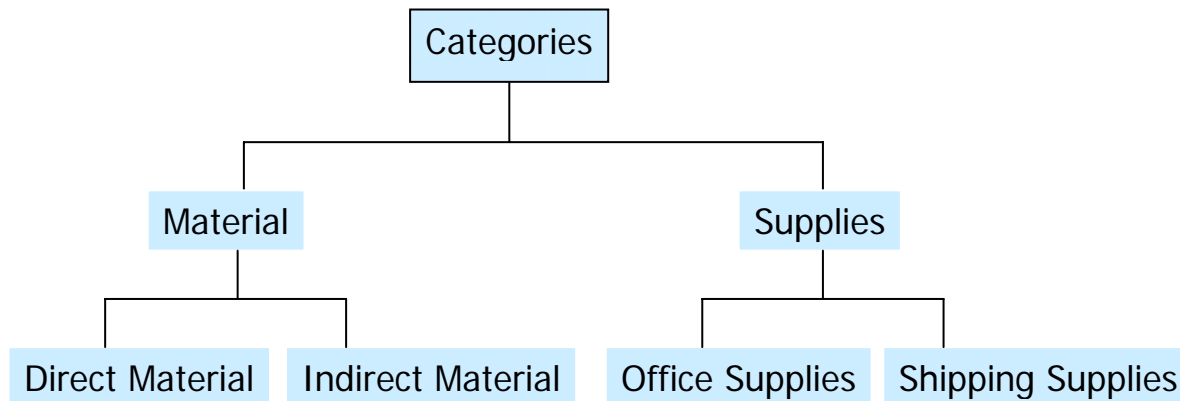 Categories
Material
Supplies
Direct Material
Indirect Material
Office Supplies
Shipping Supplies